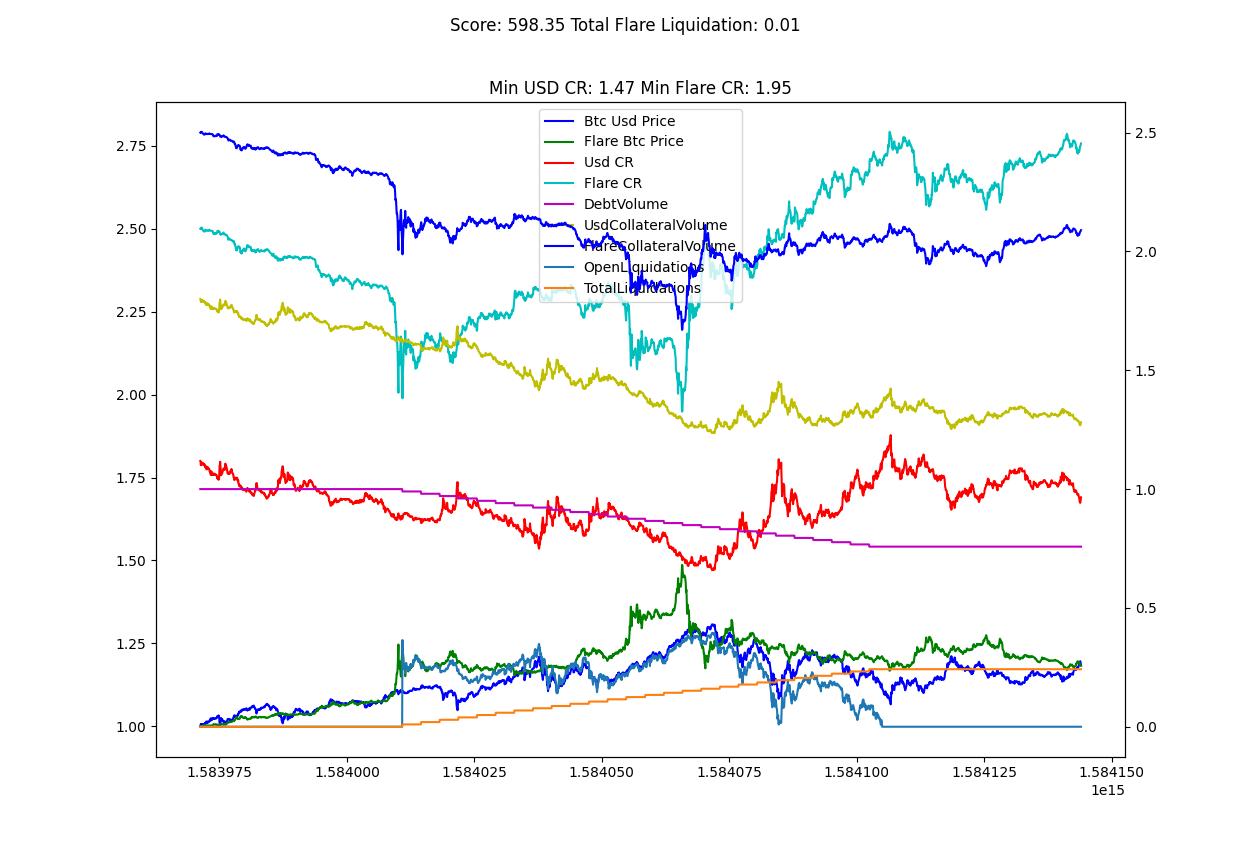 Score: 598.35 Total Flare Liquidation: 0.01
Min USD CR: 1.47 Min Flare CR: 1.95
Btc Usd Price
Flare Btc Price
Usd CR
Flare CR
DebtVolume
UsdCollateralVolume
FlareCollateralVolume
OpenLiquidations
TotalLiquidations
2.75
2.50
2.25
2.00
1.75
1.50
1.25
1.00
2.5
2.0
1.5
1.0
0.5
0.0
1.583975 1.584000 1.584025 1.584050 1.584075 1.584100 1.584125 1.584150
1e15